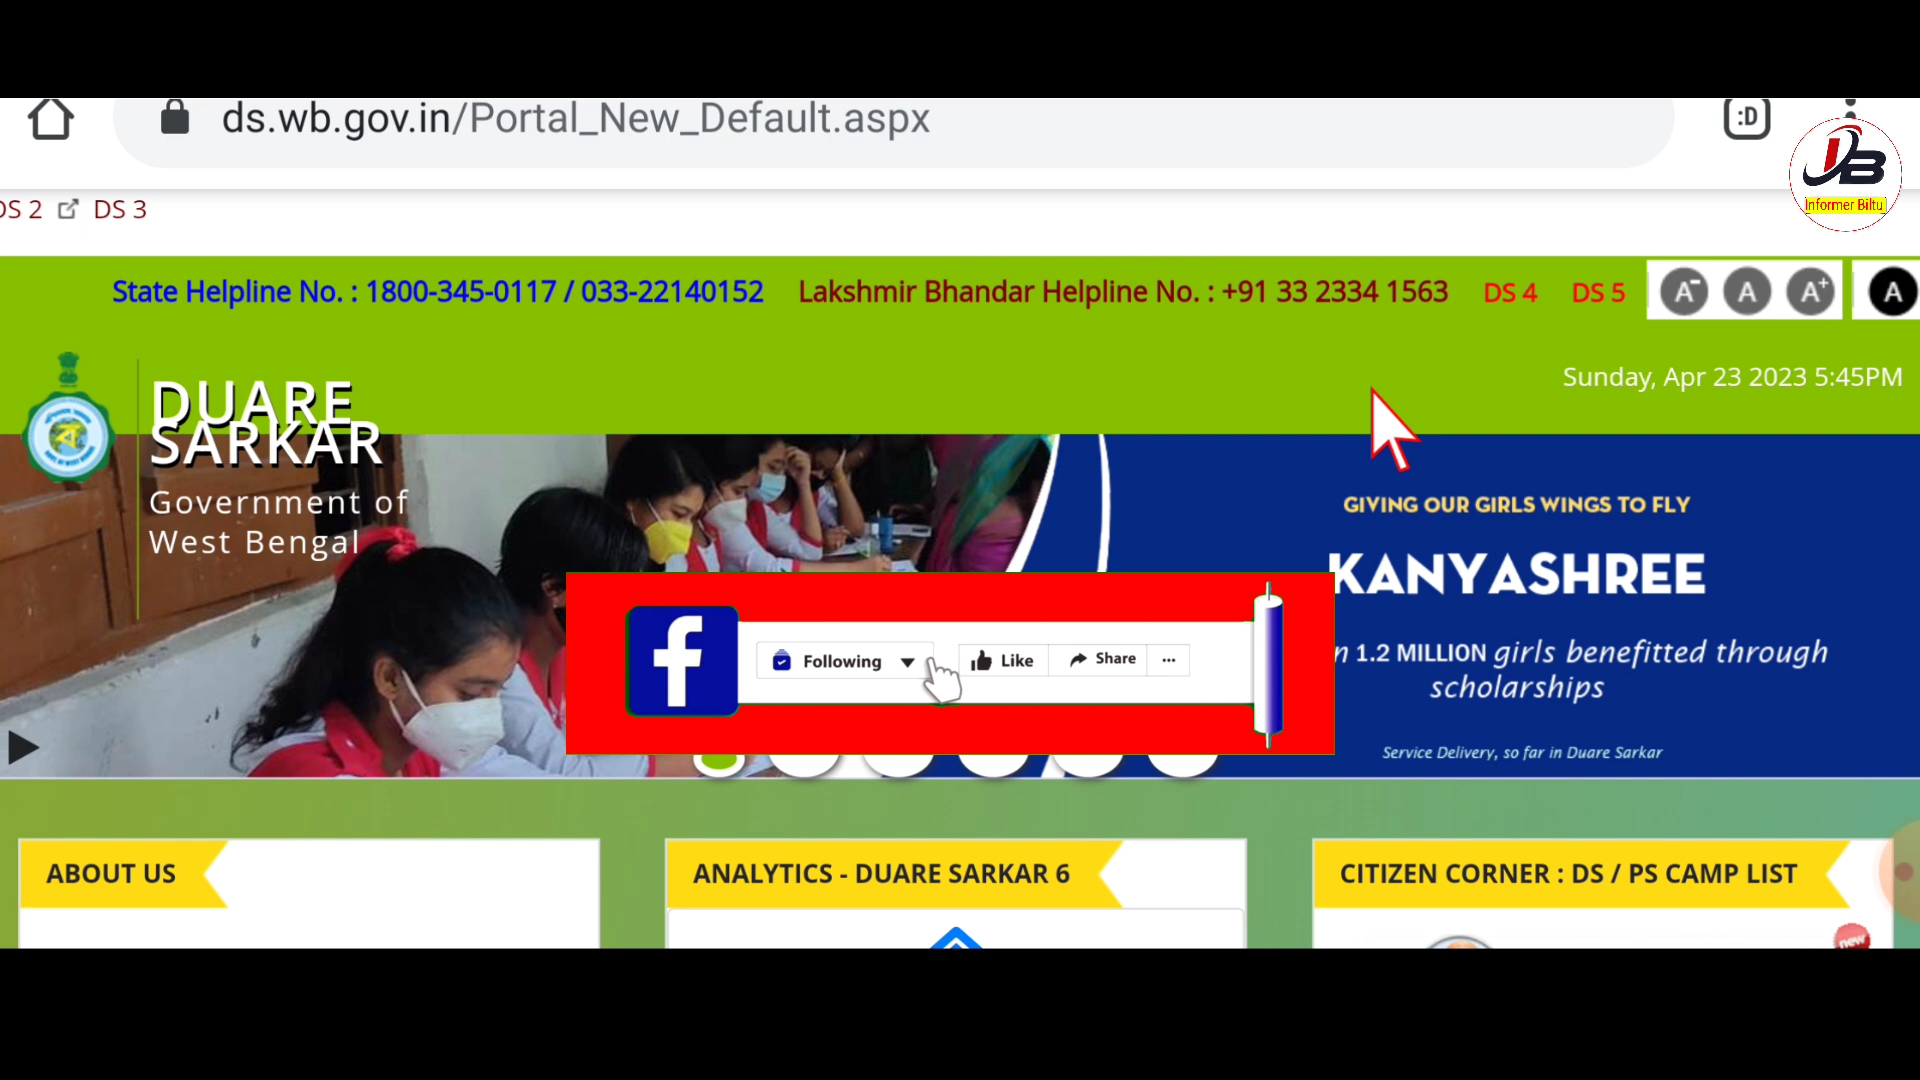 ds.wb.gov.in/Portal_New_Default.aspx
:D
Informer Biltu
DS 2 DS 3
State Helpline No. : 1800-345-0117 / 033-22140152 Lakshmir Bhandar Helpline No. : +91 33 2334 1563 DS 4 DS 5 A- A A+ A
Sunday, Apr 23 2023 5:45PM
DUARE
SARKAR
Government of
West Bengal
GIVING OUR GIRLS WINGS TO FLY
KANYASHREE
1.2 MILLION girls benefitted through
scholarships
Service Delivery, so far in Duare Sarkar
f Following Like Share ...
ABOUT US
ANALYTICS - DUARE SARKAR 6
CITIZEN CORNER : DS / PS CAMP LIST
new